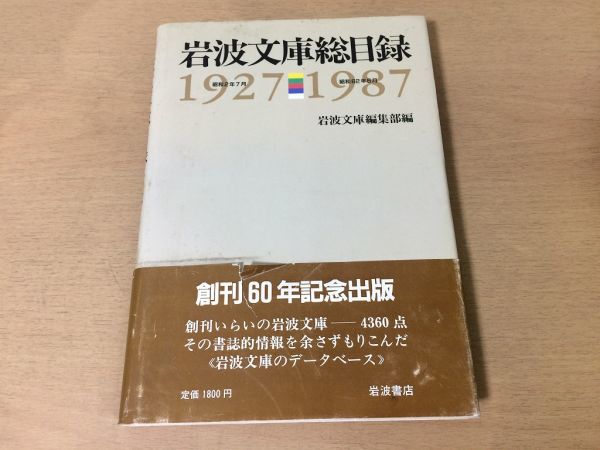 岩波文庫総目録
1927 1987
昭和2年7月 昭和62年6月
岩波文庫編集部編
創刊60年記念出版
創刊いらいの岩波文庫──4360点
その書誌的情報を余さずもりこんだ
《岩波文庫のデータベース》
定価1800円 岩波書店